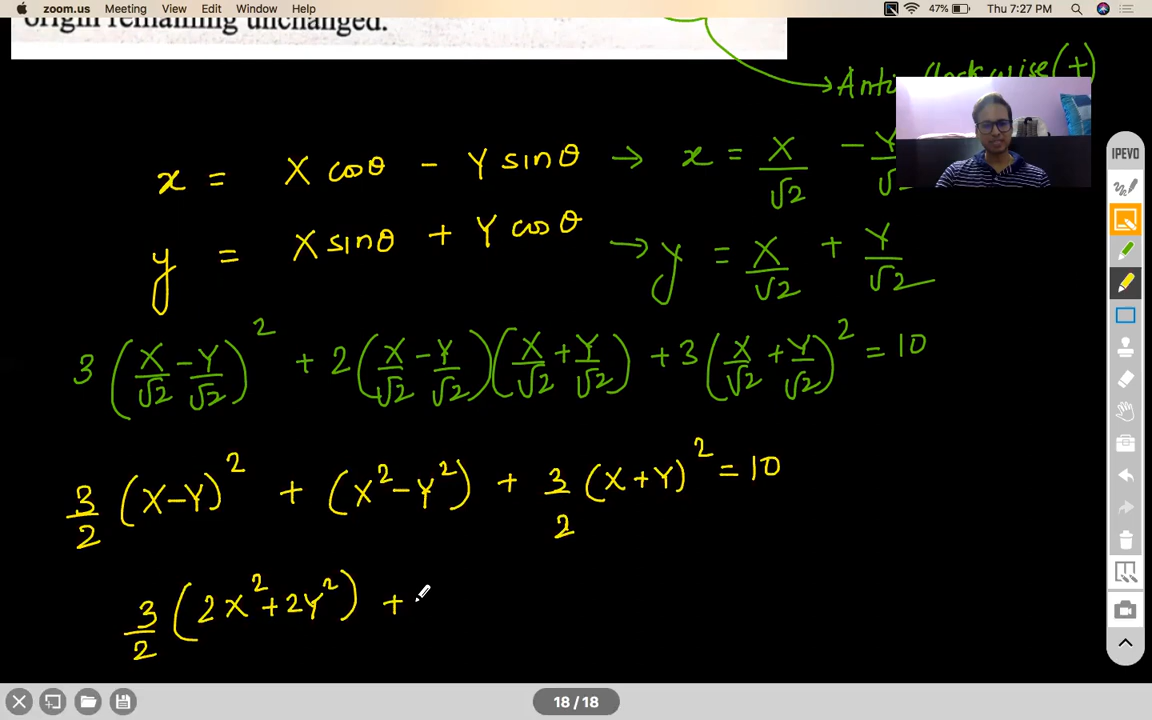 zoom.us Meeting View Edit Window Help 47% Thu 7:27 PM
origin remaining unchanged.
→ Anti clockwise (+)
x = X cosθ - Y sinθ → x = X/√2 - Y/√2
y = X sinθ + Y cosθ → y = X/√2 + Y/√2
3(X/√2 - Y/√2)² + 2(X/√2 - Y/√2)(X/√2 + Y/√2) + 3(X/√2 + Y/√2)² = 10
3/2 (X-Y)² + (X²-Y²) + 3/2 (X+Y)² = 10
3/2 (2X²+2Y²) +
IPEVO
18 / 18